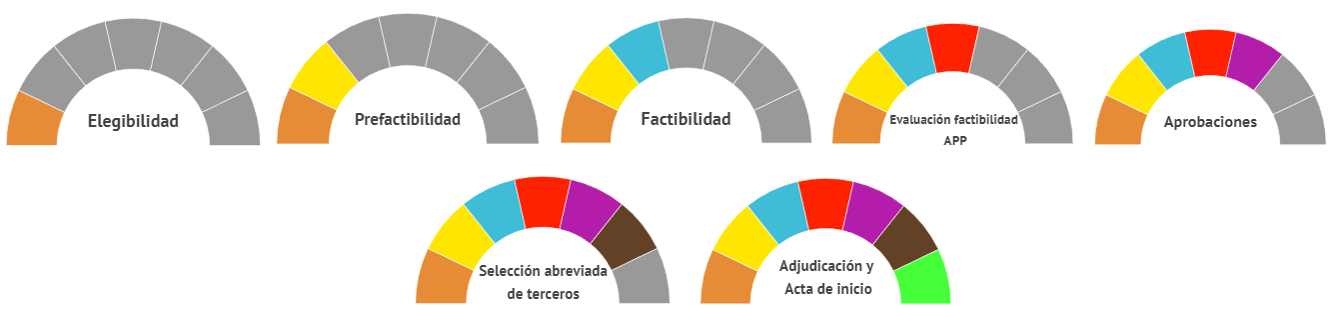 Elegibilidad
Prefactibilidad
Factibilidad
Evaluación factibilidad
APP
Aprobaciones
Selección abreviada
de terceros
Adjudicación y
Acta de inicio